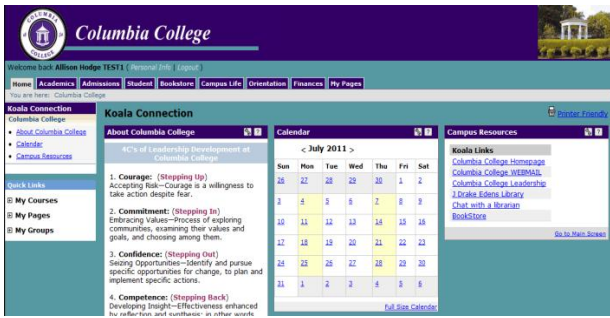 COLUMBIA
COLLEGE
Columbia College
Welcome back Allison Hodge TEST1 ( Personal Info | Logout )
Home Academics Admissions Student Bookstore Campus Life Orientation Finances My Pages
You are here: Columbia College
Koala Connection
Columbia College
About Columbia College
Calendar
Campus Resources
Quick Links
My Courses
My Pages
My Groups
Koala Connection
Printer Friendly
About Columbia College
4C's of Leadership Development at
Columbia College
1. Courage: (Stepping Up)
Accepting Risk—Courage is a willingness to
take action despite fear.
2. Commitment: (Stepping In)
Embracing Values—Process of exploring
communities, examining their values and
goals, and choosing among them.
3. Confidence: (Stepping Out)
Seizing Opportunities—Identify and pursue
specific opportunities for change, to plan and
implement specific actions.
4. Competence: (Stepping Back)
Developing Insight—Effectiveness enhanced
by reflection and synthesis; in other words
Calendar
< July 2011 >
Sun Mon Tue Wed Thu Fri Sat
26 27 28 29 30 1 2
3 4 5 6 7 8 9
10 11 12 13 14 15 16
17 18 19 20 21 22 23
24 25 26 27 28 29 30
31 1 2 3 4 5 6
Full Size Calendar
Campus Resources
Koala Links
Columbia College Homepage
Columbia College WEBMAIL
Columbia College Leadership
J.Drake Edens Library
Chat with a librarian
BookStore
Go to Main Screen